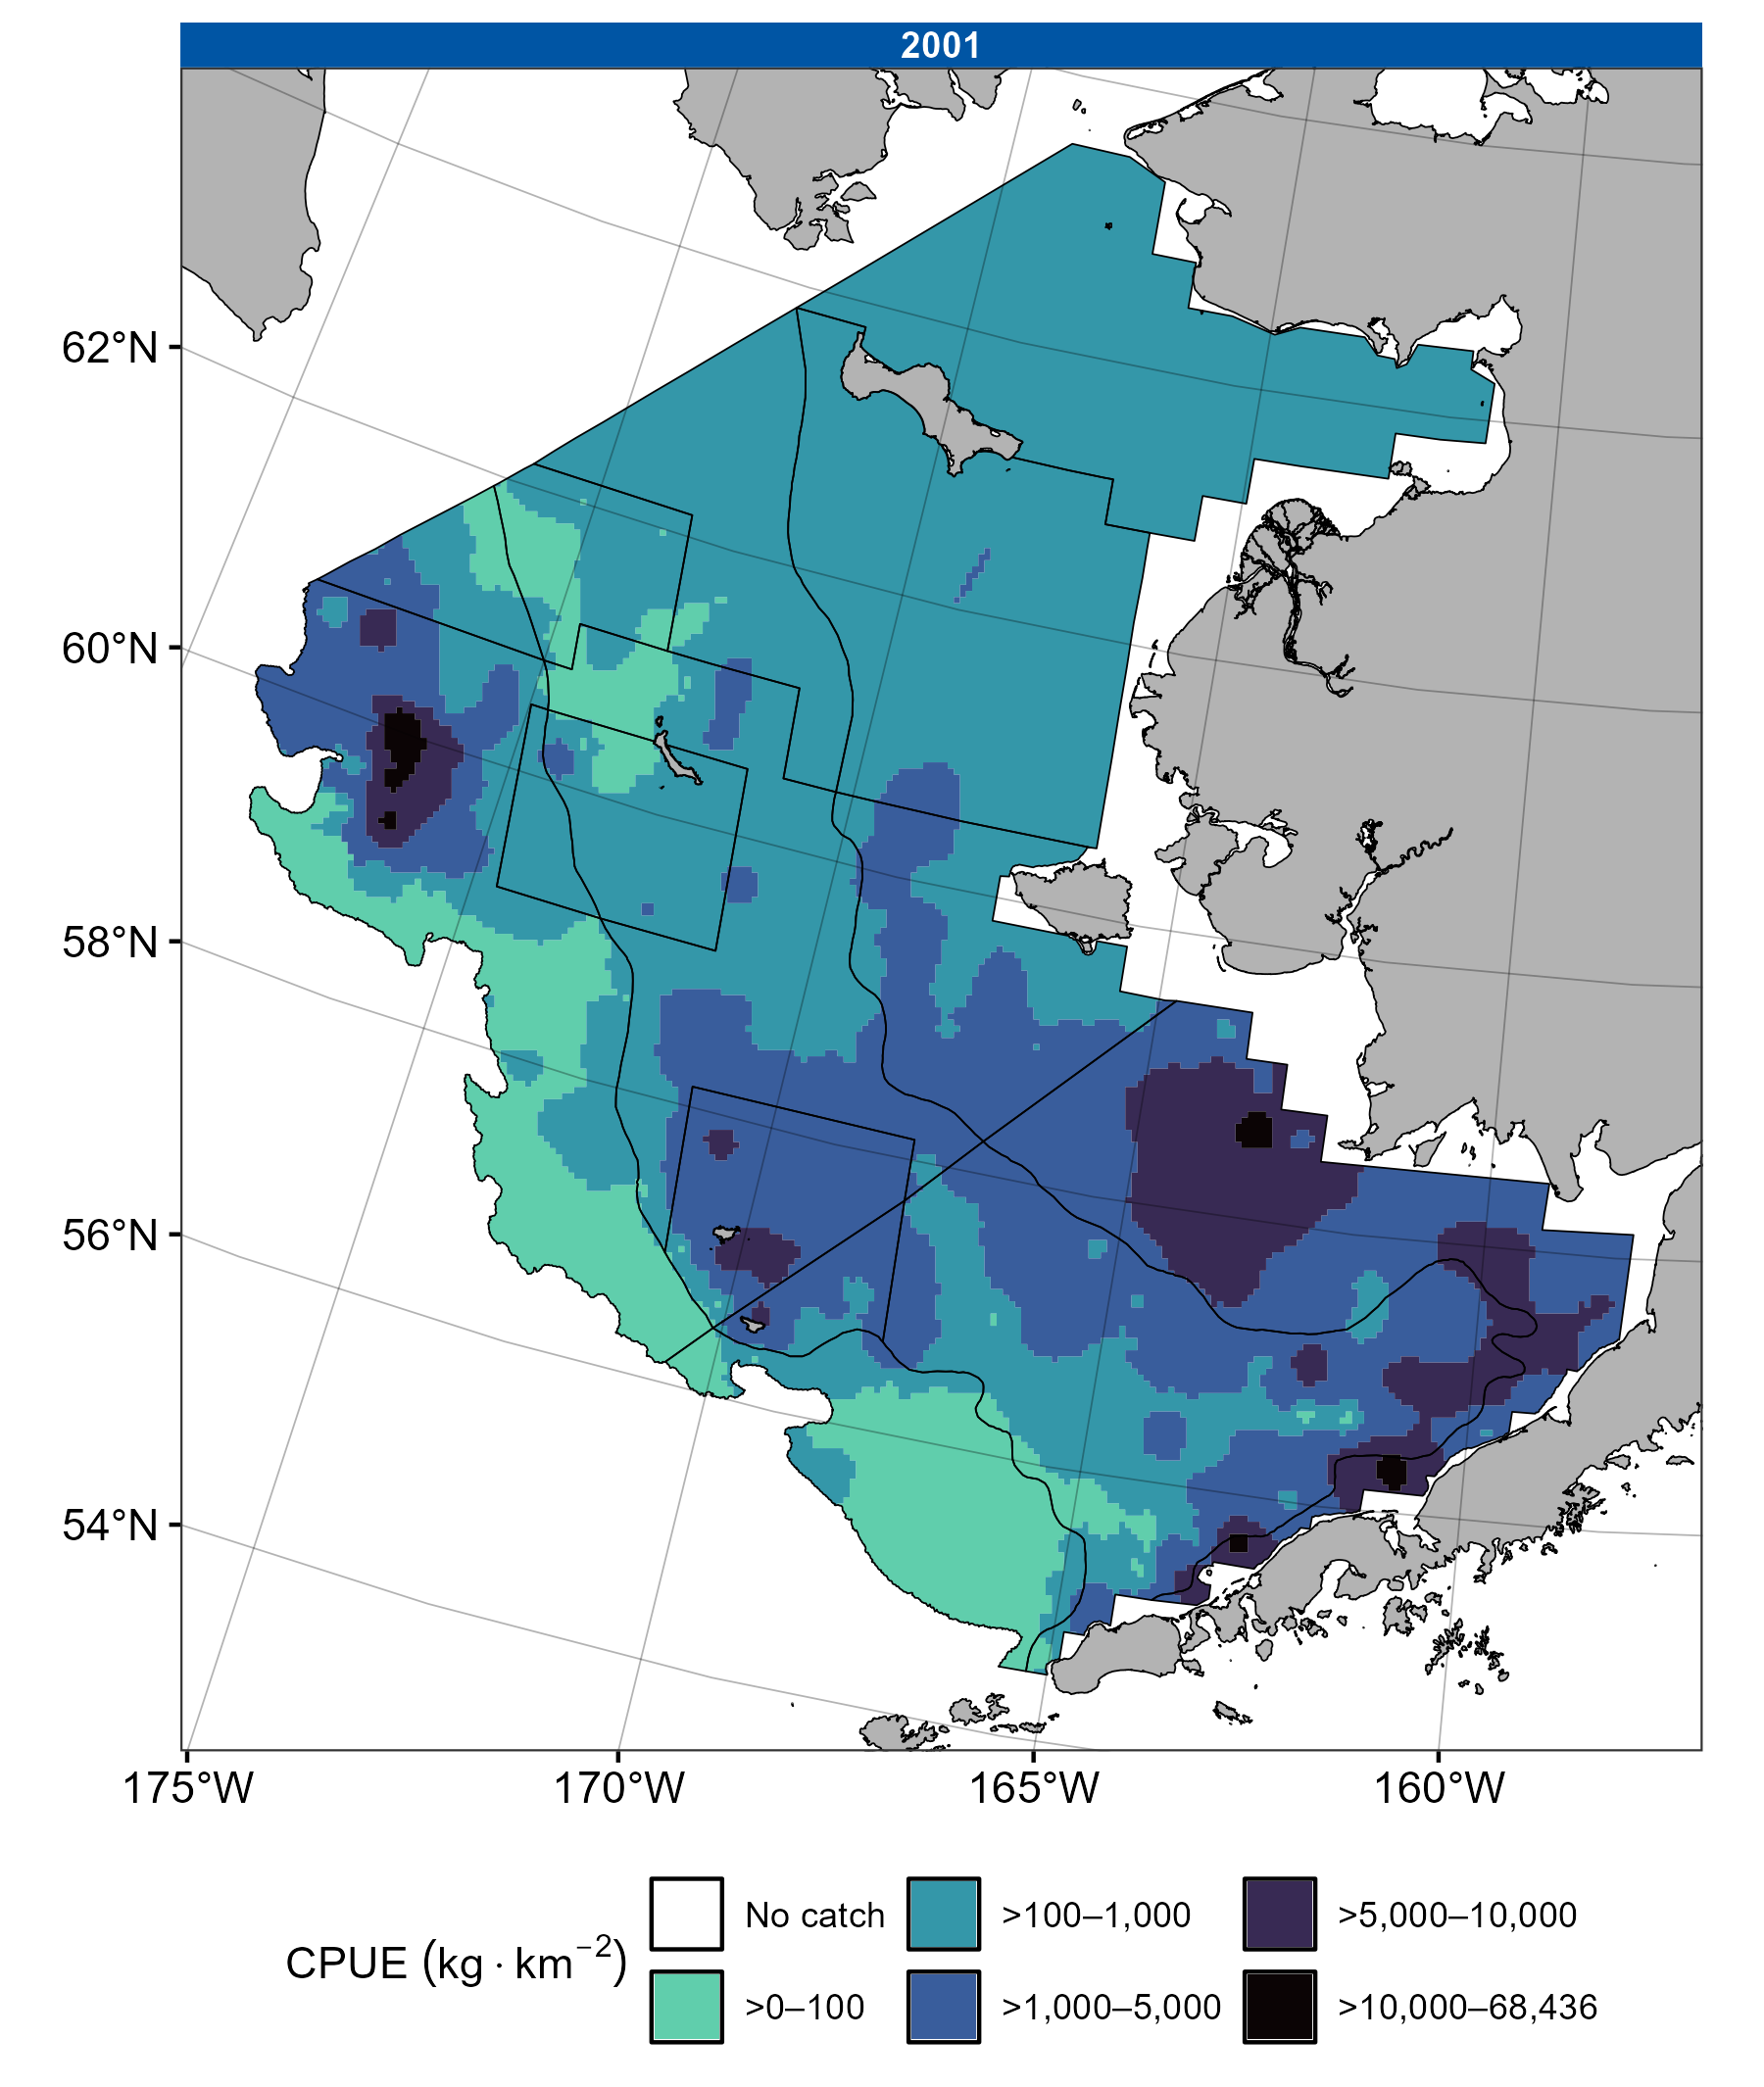 2001
62°N
60°N
58°N
56°N
54°N
175°W 170°W 165°W 160°W
CPUE (kg · km⁻²)
No catch >100–1,000 >5,000–10,000
>0–100 >1,000–5,000 >10,000–68,436